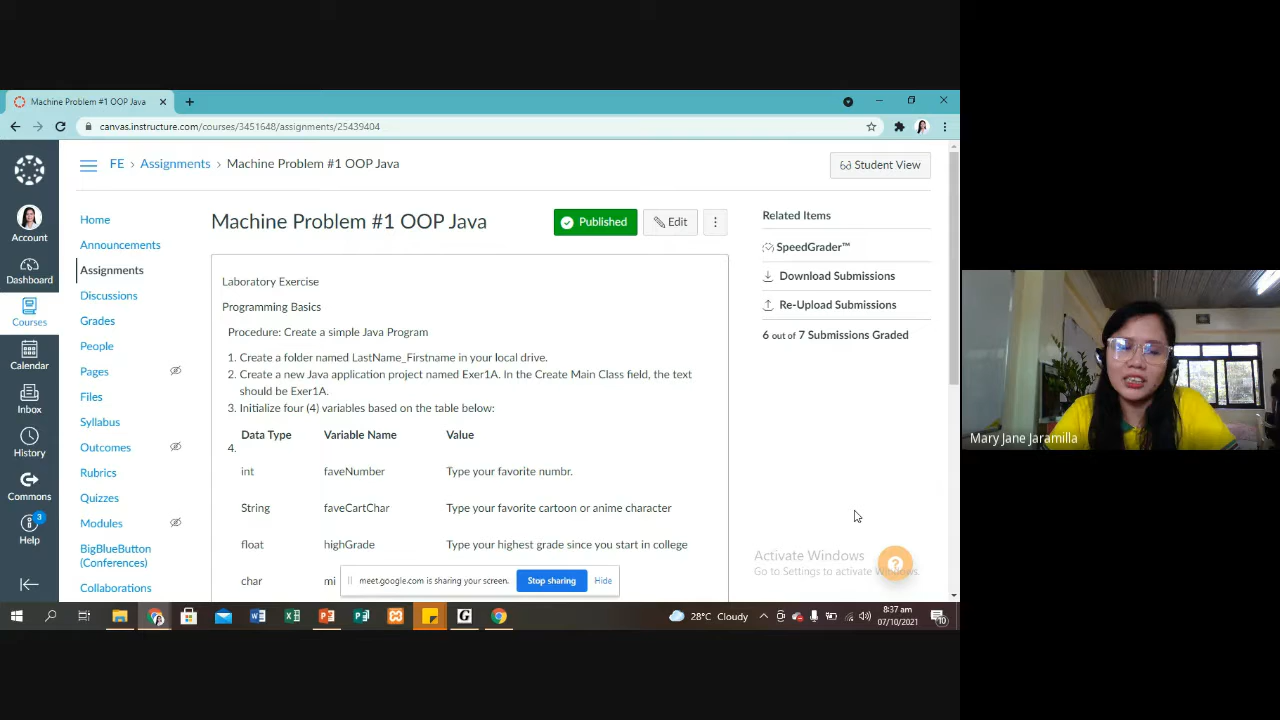 Machine Problem #1 OOP Java
canvas.instructure.com/courses/3451648/assignments/25439404
FE › Assignments › Machine Problem #1 OOP Java
Student View
Account
Dashboard
Courses
Calendar
Inbox
History
Commons
3
Help
Home
Announcements
Assignments
Discussions
Grades
People
Pages
Files
Syllabus
Outcomes
Rubrics
Quizzes
Modules
BigBlueButton
(Conferences)
Collaborations
Machine Problem #1 OOP Java
Published
Edit
Laboratory Exercise
Programming Basics
Procedure: Create a simple Java Program
1. Create a folder named LastName_Firstname in your local drive.
2. Create a new Java application project named Exer1A. In the Create Main Class field, the text
should be Exer1A.
3. Initialize four (4) variables based on the table below:
Data Type Variable Name Value
4.
int faveNumber Type your favorite numbr.
String faveCartChar Type your favorite cartoon or anime character
float highGrade Type your highest grade since you start in college
char mi
Related Items
SpeedGrader™
Download Submissions
Re-Upload Submissions
6 out of 7 Submissions Graded
Activate Windows
Go to Settings to activate Windows.
meet.google.com is sharing your screen. Stop sharing Hide
28°C Cloudy
8:37 am
07/10/2021
10
Mary Jane Jaramilla